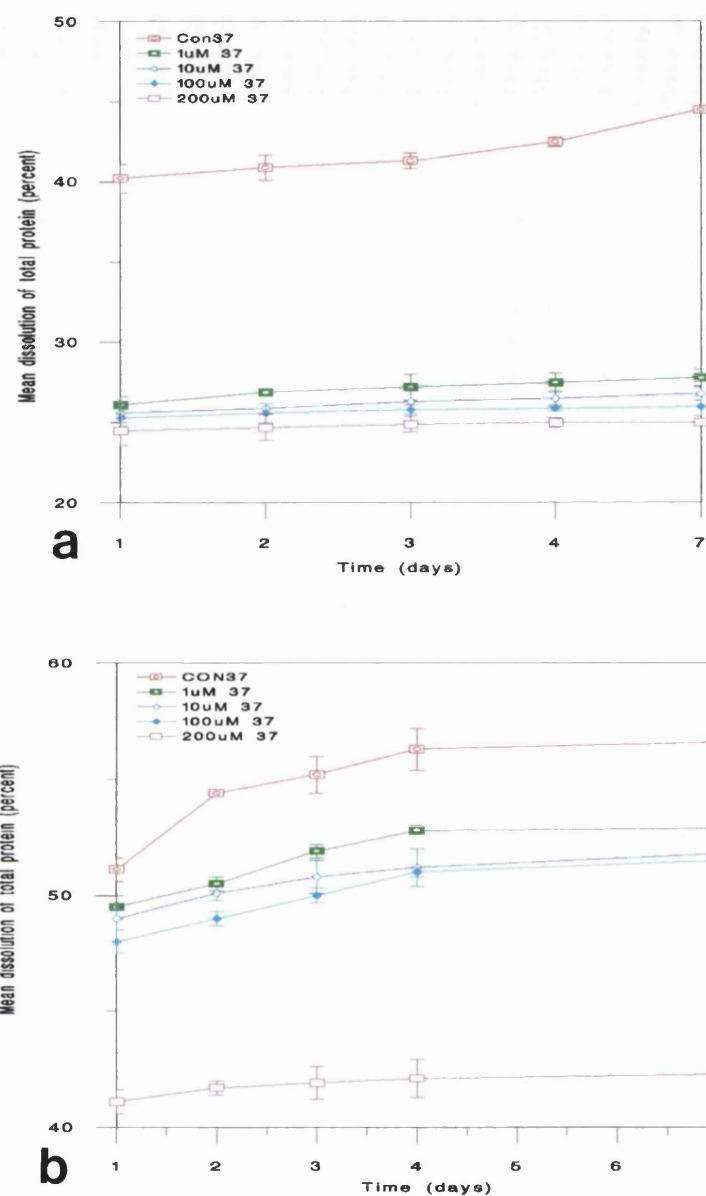 50
Con37
1uM 37
10uM 37
100uM 37
200uM 37
40
30
20
Mean dissolution of total protein (percent)
1 2 3 4 7
Time (days)
a
60
CON37
1uM 37
10uM 37
100uM 37
200uM 37
50
40
Mean dissolution of total protein (percent)
1 2 3 4 5 6
Time (days)
b